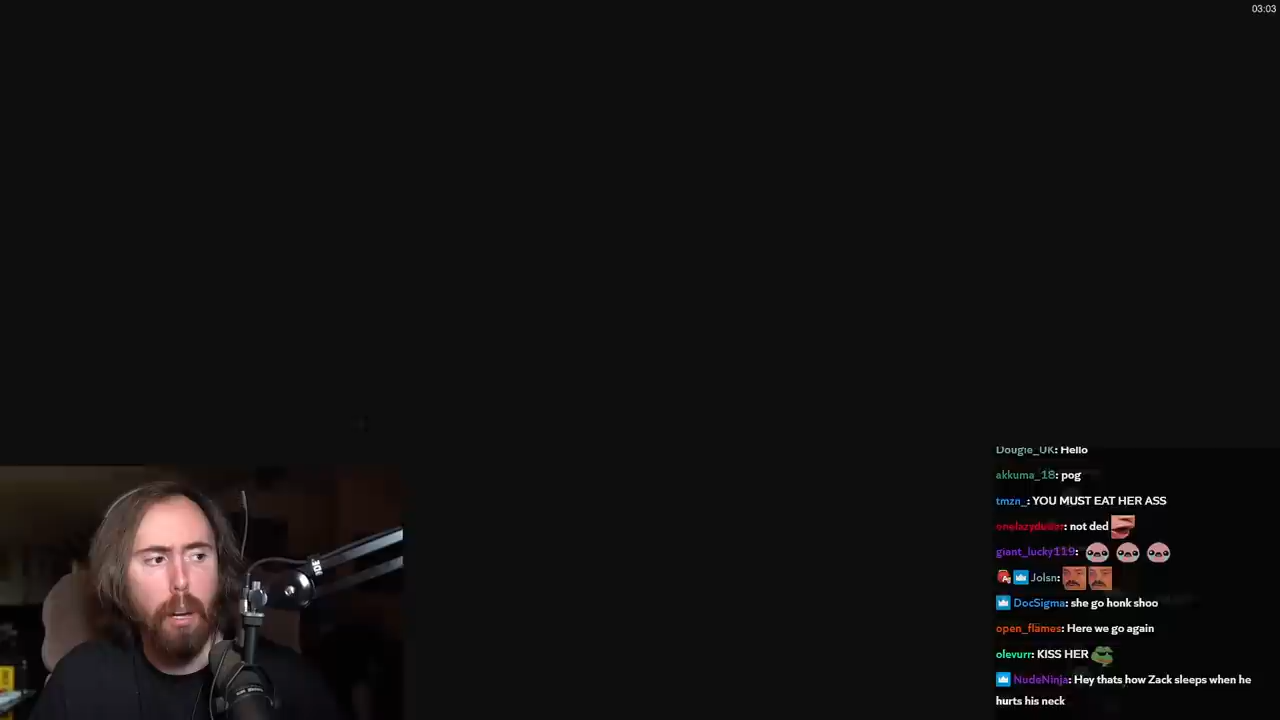 03:03
Dougie_UK: Hello
akkuma_18: pog
tmzn_: YOU MUST EAT HER ASS
onelazydollar: not ded
giant_lucky119:
Jolsn:
DocSigma: she go honk shoo
open_flames: Here we go again
olevurr: KISS HER
NudeNinja: Hey thats how Zack sleeps when he
hurts his neck